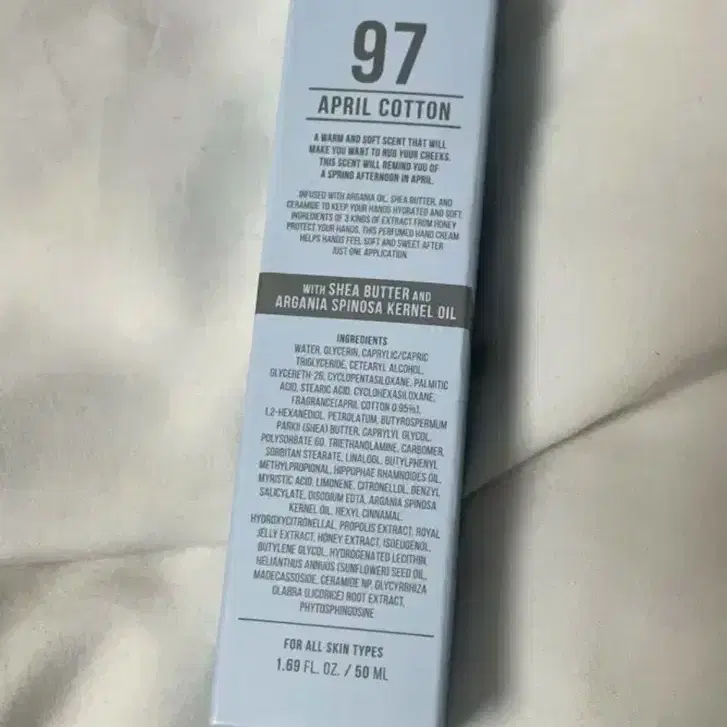 97
APRIL COTTON
A WARM AND SOFT SCENT THAT WILL
MAKE YOU WANT TO RUB YOUR CHEEKS.
THIS SCENT WILL REMIND YOU OF
A SPRING AFTERNOON IN APRIL.
INFUSED WITH ARGANIA OIL, SHEA BUTTER, AND
CERAMIDE TO KEEP YOUR HANDS HYDRATED AND SOFT.
INGREDIENTS OF 3 KINDS OF EXTRACT FROM HONEY
PROTECT YOUR HANDS. THIS PERFUMED HAND CREAM
HELPS HANDS FEEL SOFT AND SWEET AFTER
JUST ONE APPLICATION.
WITH SHEA BUTTER AND
ARGANIA SPINOSA KERNEL OIL
INGREDIENTS
WATER, GLYCERIN, CAPRYLIC/CAPRIC
TRIGLYCERIDE, CETEARYL ALCOHOL,
GLYCERETH-26, CYCLOPENTASILOXANE, PALMITIC
ACID, STEARIC ACID, CYCLOHEXASILOXANE,
FRAGRANCE(APRIL COTTON 0.95%),
1,2-HEXANEDIOL, PETROLATUM, BUTYROSPERMUM
PARKII (SHEA) BUTTER, CAPRYLYL GLYCOL,
POLYSORBATE 60, TRIETHANOLAMINE, CARBOMER,
SORBITAN STEARATE, LINALOOL, BUTYLPHENYL
METHYLPROPIONAL, HIPPOPHAE RHAMNOIDES OIL,
MYRISTIC ACID, LIMONENE, CITRONELLOL, BENZYL
SALICYLATE, DISODIUM EDTA, ARGANIA SPINOSA
KERNEL OIL, HEXYL CINNAMAL,
HYDROXYCITRONELLAL, PROPOLIS EXTRACT, ROYAL
JELLY EXTRACT, HONEY EXTRACT, ISOEUGENOL,
BUTYLENE GLYCOL, HYDROGENATED LECITHIN,
HELIANTHUS ANNUUS (SUNFLOWER) SEED OIL,
MADECASSOSIDE, CERAMIDE NP, GLYCYRRHIZA
GLABRA (LICORICE) ROOT EXTRACT,
PHYTOSPHINGOSINE
FOR ALL SKIN TYPES
1.69 FL. OZ. / 50 ML